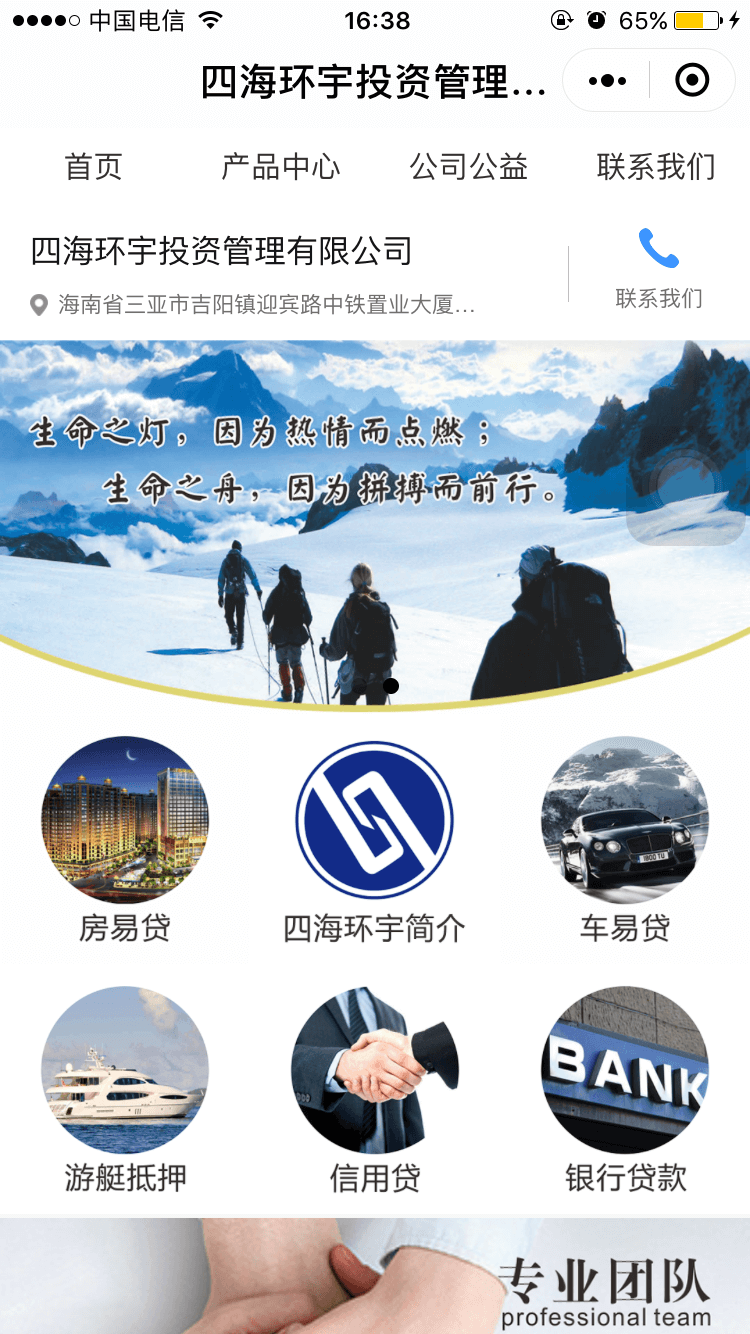 中国电信
16:38
65%
四海环宇投资管理...
首页
产品中心
公司公益
联系我们
四海环宇投资管理有限公司
海南省三亚市吉阳镇迎宾路中铁置业大厦...
联系我们
生命之灯，因为热情而点燃；
生命之舟，因为拼搏而前行。
1800 TU
房易贷
四海环宇简介
车易贷
BANK
游艇抵押
信用贷
银行贷款
专业团队
professional team